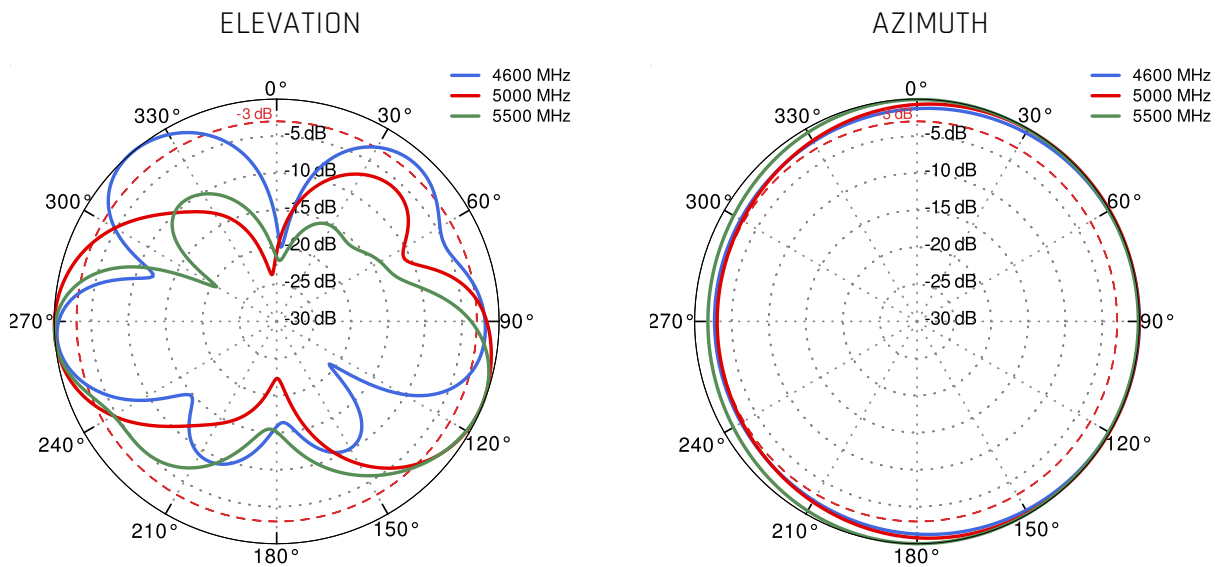 ELEVATION
4600 MHz
5000 MHz
5500 MHz
0°
30°
60°
90°
120°
150°
180°
210°
240°
270°
300°
330°
-3 dB
-5 dB
-10 dB
-15 dB
-20 dB
-25 dB
-30 dB
AZIMUTH
4600 MHz
5000 MHz
5500 MHz
0°
30°
60°
90°
120°
150°
180°
210°
240°
270°
300°
330°
-3 dB
-5 dB
-10 dB
-15 dB
-20 dB
-25 dB
-30 dB